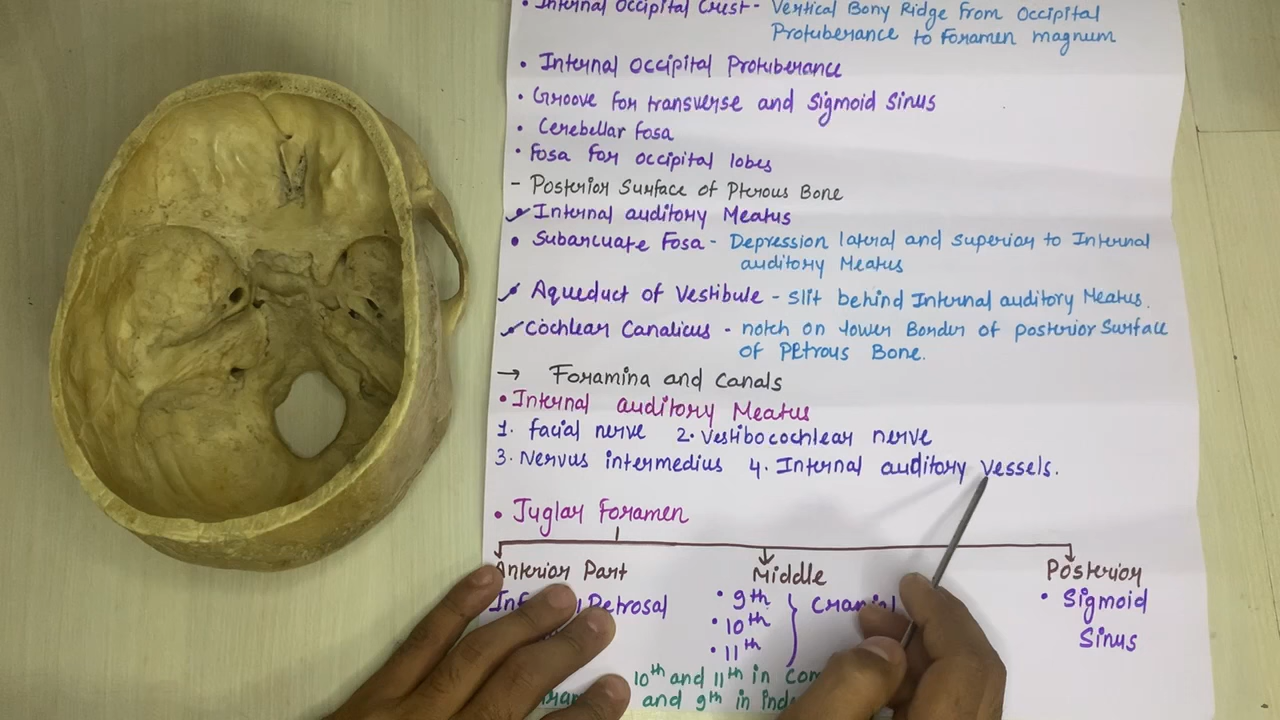 • Internal Occipital Crest - Vertical Bony Ridge from Occipital
Protuberance to Foramen magnum
• Internal Occipital Protuberance
• Groove for transverse and Sigmoid Sinus
• Cerebellar fosa
• Fosa for occipital lobes
- Posterior Surface of Pterous Bone
Internal auditory Meatus
• Subarcuate Fosa - Depression lateral and superior to Internal
auditory Meatus
Aqueduct of Vestibule - slit behind Internal auditory Meatus.
Cochlear Canalicus - notch on lower Border of posterior Surface
of Petrous Bone.
→ Foramina and Canals
• Internal auditory Meatus
1. facial nerve 2. Vestibocochlear nerve
3. Nervus intermedius 4. Internal auditory vessels.
• Juglar foramen
Anterior Part Middle Posterior
Petrosal • 9th Cranial • Sigmoid
• 10th Sinus
• 11th
10th and 11th in
and 9th in